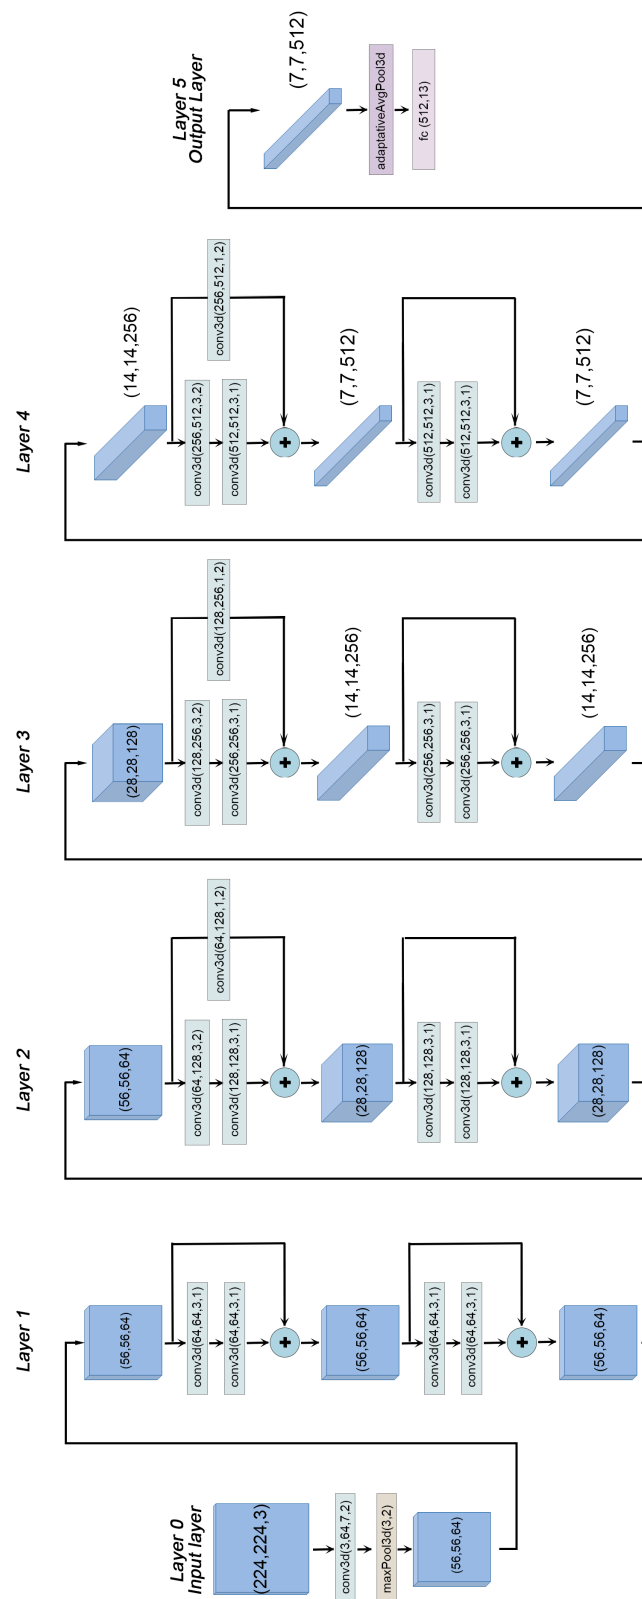 Layer 0
Input layer
(224,224,3)
conv3d(3,64,7,2)
maxPool3d(3,2)
(56,56,64)
Layer 1
(56,56,64)
conv3d(64,64,3,1)
conv3d(64,64,3,1)
+
(56,56,64)
conv3d(64,64,3,1)
conv3d(64,64,3,1)
+
(56,56,64)
Layer 2
(56,56,64)
conv3d(64,128,3,2)
conv3d(128,128,3,1)
conv3d(64,128,1,2)
+
(28,28,128)
conv3d(128,128,3,1)
conv3d(128,128,3,1)
+
(28,28,128)
Layer 3
(28,28,128)
conv3d(128,256,3,2)
conv3d(256,256,3,1)
conv3d(128,256,1,2)
+
(14,14,256)
conv3d(256,256,3,1)
conv3d(256,256,3,1)
+
(14,14,256)
Layer 4
(14,14,256)
conv3d(256,512,3,2)
conv3d(512,512,3,1)
conv3d(256,512,1,2)
+
(7,7,512)
conv3d(512,512,3,1)
conv3d(512,512,3,1)
+
(7,7,512)
Layer 5
Output Layer
(7,7,512)
adaptativeAvgPool3d
fc (512,13)